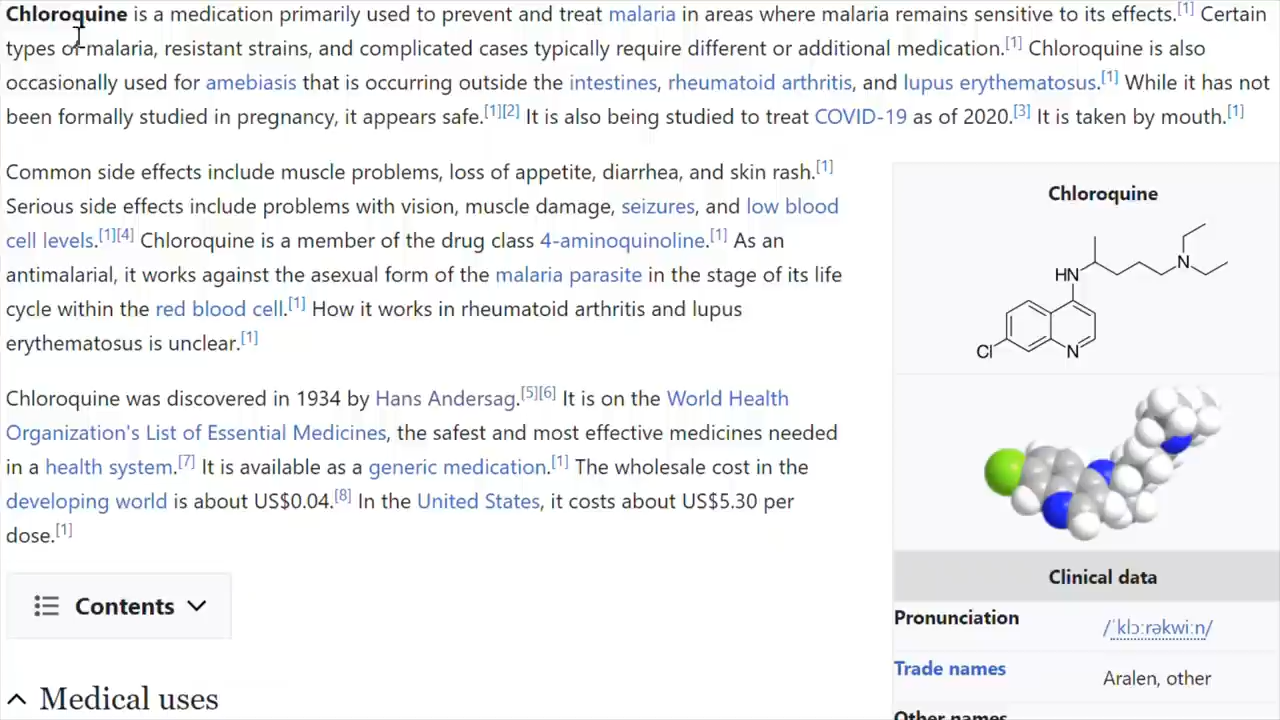 Chloroquine is a medication primarily used to prevent and treat malaria in areas where malaria remains sensitive to its effects.[1] Certain
types of malaria, resistant strains, and complicated cases typically require different or additional medication.[1] Chloroquine is also
occasionally used for amebiasis that is occurring outside the intestines, rheumatoid arthritis, and lupus erythematosus.[1] While it has not
been formally studied in pregnancy, it appears safe.[1][2] It is also being studied to treat COVID-19 as of 2020.[3] It is taken by mouth.[1]
Common side effects include muscle problems, loss of appetite, diarrhea, and skin rash.[1]
Serious side effects include problems with vision, muscle damage, seizures, and low blood
cell levels.[1][4] Chloroquine is a member of the drug class 4-aminoquinoline.[1] As an
antimalarial, it works against the asexual form of the malaria parasite in the stage of its life
cycle within the red blood cell.[1] How it works in rheumatoid arthritis and lupus
erythematosus is unclear.[1]
Chloroquine was discovered in 1934 by Hans Andersag.[5][6] It is on the World Health
Organization's List of Essential Medicines, the safest and most effective medicines needed
in a health system.[7] It is available as a generic medication.[1] The wholesale cost in the
developing world is about US$0.04.[8] In the United States, it costs about US$5.30 per
dose.[1]
Contents
Medical uses
Chloroquine
HN
N
Cl
N
Clinical data
Pronunciation /ˈklɔːrəkwiːn/
Trade names Aralen, other
Other names